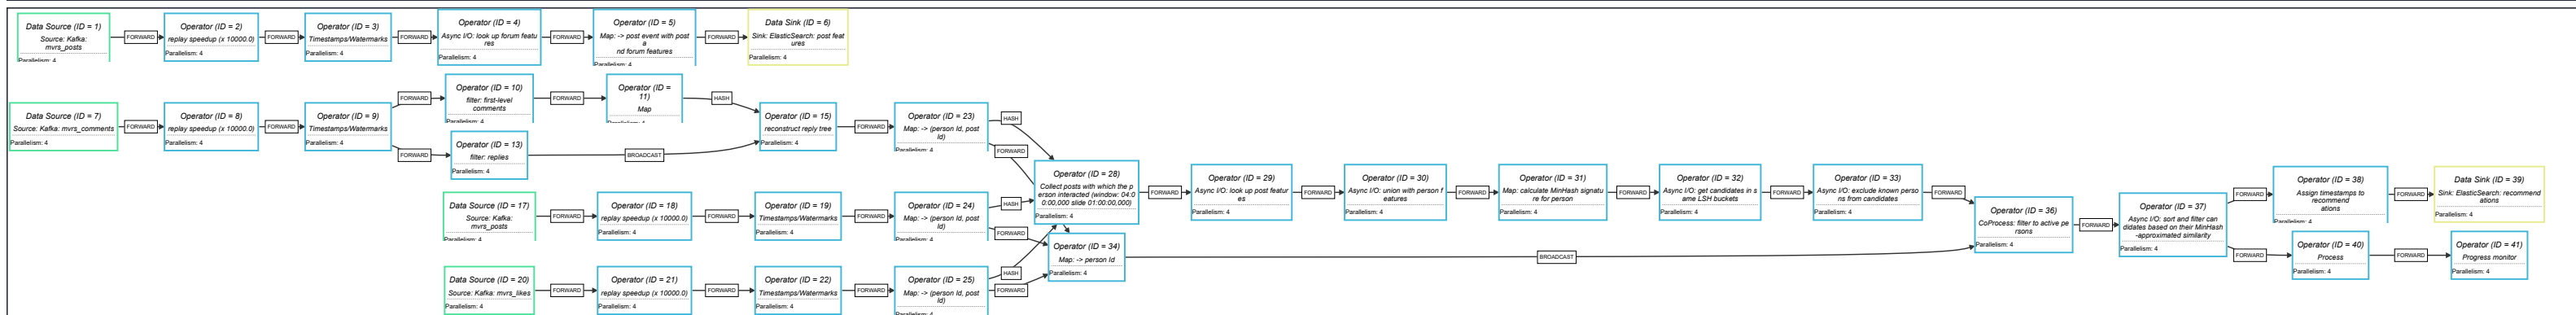 Data Source (ID = 1)
Source: Kafka:
mvrs_posts
Parallelism: 4
FORWARD
Operator (ID = 2)
replay speedup (x 10000.0)
Parallelism: 4
FORWARD
Operator (ID = 3)
Timestamps/Watermarks
Parallelism: 4
FORWARD
Operator (ID = 4)
Async I/O: look up forum featu
res
Parallelism: 4
FORWARD
Operator (ID = 5)
Map: -> post event with post
a
nd forum features
Parallelism: 4
FORWARD
Data Sink (ID = 6)
Sink: ElasticSearch: post feat
ures
Parallelism: 4
Data Source (ID = 7)
Source: Kafka: mvrs_comments
Parallelism: 4
FORWARD
Operator (ID = 8)
replay speedup (x 10000.0)
Parallelism: 4
FORWARD
Operator (ID = 9)
Timestamps/Watermarks
Parallelism: 4
FORWARD
Operator (ID = 10)
filter: first-level
comments
Parallelism: 4
FORWARD
Operator (ID =
11)
Map
Parallelism: 4
HASH
FORWARD
Operator (ID = 13)
filter: replies
Parallelism: 4
BROADCAST
Operator (ID = 15)
reconstruct reply tree
Parallelism: 4
FORWARD
Operator (ID = 23)
Map: -> (person Id, post
Id)
Parallelism: 4
HASH
FORWARD
Data Source (ID = 17)
Source: Kafka:
mvrs_posts
Parallelism: 4
FORWARD
Operator (ID = 18)
replay speedup (x 10000.0)
Parallelism: 4
FORWARD
Operator (ID = 19)
Timestamps/Watermarks
Parallelism: 4
FORWARD
Operator (ID = 24)
Map: -> (person Id, post
Id)
Parallelism: 4
HASH
FORWARD
Data Source (ID = 20)
Source: Kafka: mvrs_likes
Parallelism: 4
FORWARD
Operator (ID = 21)
replay speedup (x 10000.0)
Parallelism: 4
FORWARD
Operator (ID = 22)
Timestamps/Watermarks
Parallelism: 4
FORWARD
Operator (ID = 25)
Map: -> (person Id, post
Id)
Parallelism: 4
HASH
FORWARD
Operator (ID = 28)
Collect posts with which the p
erson interacted (window: 04:0
0:00,000 slide 01:00:00,000)
Parallelism: 4
FORWARD
Operator (ID = 29)
Async I/O: look up post featur
es
Parallelism: 4
FORWARD
Operator (ID = 30)
Async I/O: union with person f
eatures
Parallelism: 4
FORWARD
Operator (ID = 31)
Map: calculate MinHash signatu
re for person
Parallelism: 4
FORWARD
Operator (ID = 32)
Async I/O: get candidates in s
ame LSH buckets
Parallelism: 4
FORWARD
Operator (ID = 33)
Async I/O: exclude known perso
ns from candidates
Parallelism: 4
FORWARD
Operator (ID = 34)
Map: -> person Id
Parallelism: 4
BROADCAST
Operator (ID = 36)
CoProcess: filter to active pe
rsons
Parallelism: 4
FORWARD
Operator (ID = 37)
Async I/O: sort and filter can
didates based on their MinHash
-approximated similarity
Parallelism: 4
FORWARD
Operator (ID = 38)
Assign timestamps to
recommend
ations
Parallelism: 4
FORWARD
Data Sink (ID = 39)
Sink: ElasticSearch: recommend
ations
Parallelism: 4
FORWARD
Operator (ID = 40)
Process
Parallelism: 4
FORWARD
Operator (ID = 41)
Progress monitor
Parallelism: 4